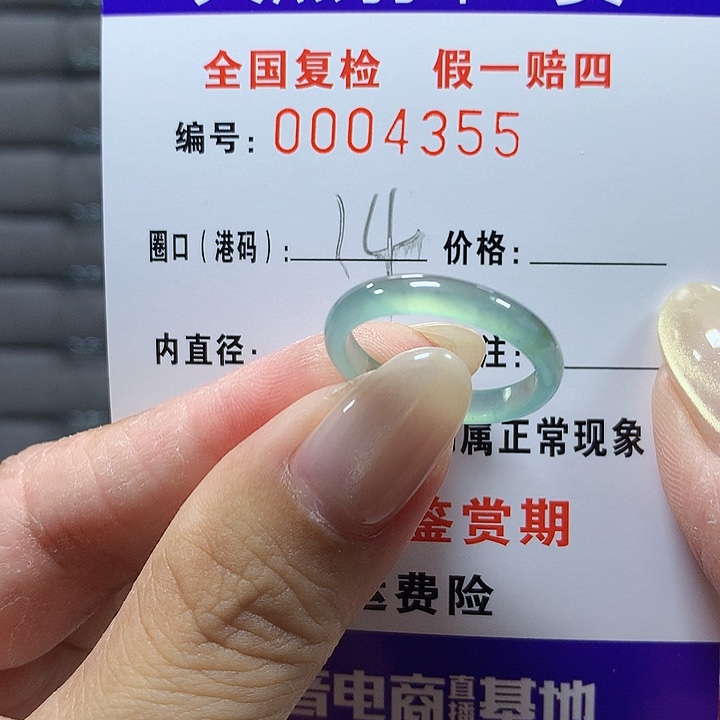 全国复检 假一赔四
编号: 0004355
圈口(港码): 14 价格:
内直径: 注:
属正常现象
鉴赏期
运费险
音电商直播基地